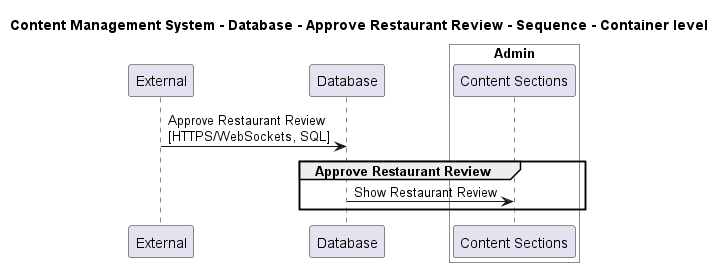 Content Management System - Database - Approve Restaurant Review - Sequence - Container level
Admin
External
Database
Content Sections
Approve Restaurant Review
[HTTPS/WebSockets, SQL]
Approve Restaurant Review
Show Restaurant Review
External
Database
Content Sections